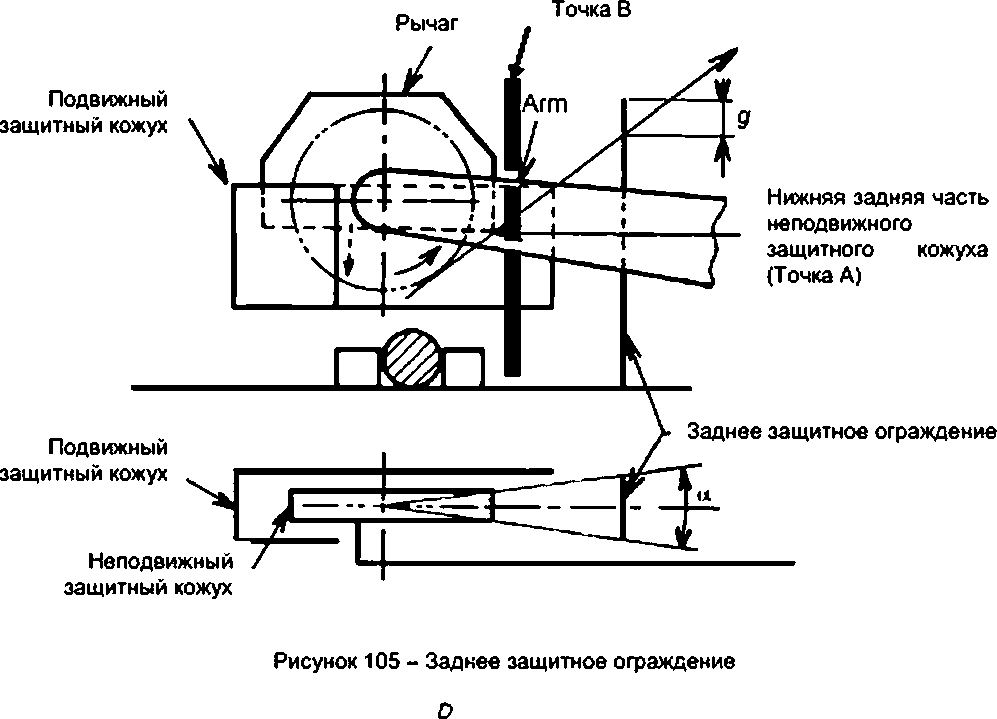 Точка В
Рычаг
Подвижный
защитный кожух
Arm
g
Нижняя задняя часть
неподвижного
защитного кожуха
(Точка А)
Заднее защитное ограждение
Подвижный
защитный кожух
α
Неподвижный
защитный кожух
Рисунок 105 – Заднее защитное ограждение
D